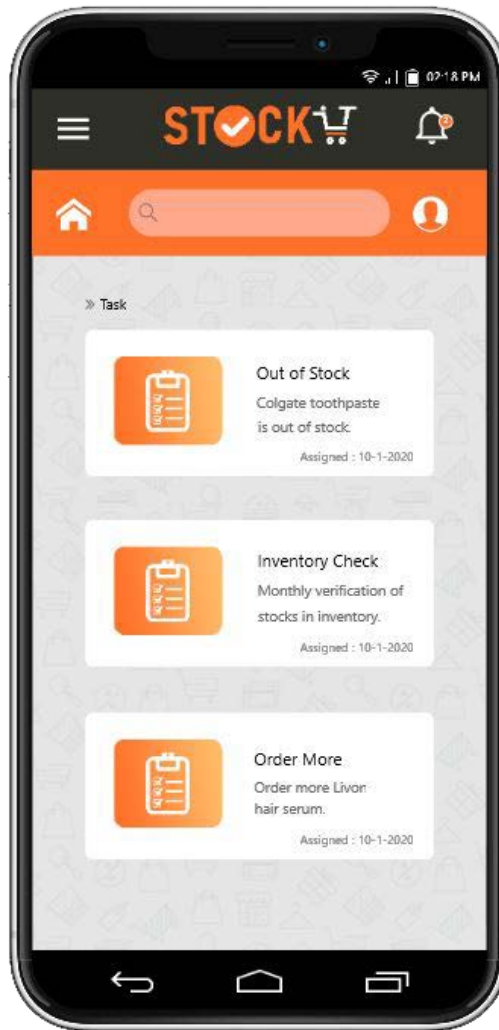 02:18 PM
STOCK
2
» Task
Out of Stock
Colgate toothpaste
is out of stock.
Assigned : 10-1-2020
Inventory Check
Monthly verification of
stocks in inventory.
Assigned : 10-1-2020
Order More
Order more Livon
hair serum.
Assigned : 10-1-2020